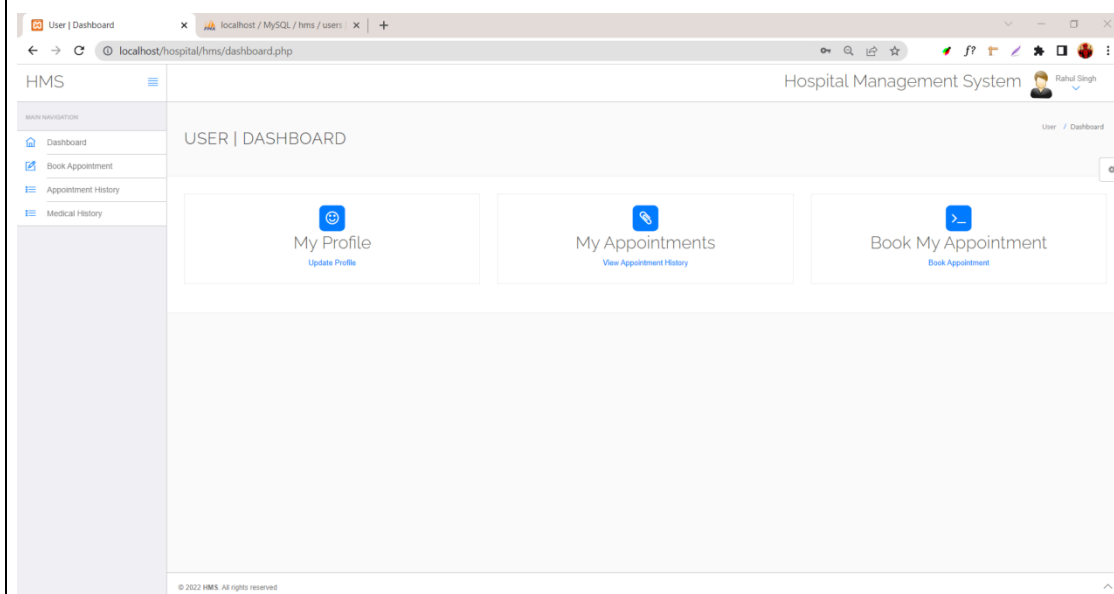 User | Dashboard
localhost / MySQL / hms / users
localhost/hospital/hms/dashboard.php
f?
HMS
Hospital Management System
Rahul Singh
MAIN NAVIGATION
Dashboard
Book Appointment
Appointment History
Medical History
USER | DASHBOARD
User / Dashboard
My Profile
Update Profile
My Appointments
View Appointment History
Book My Appointment
Book Appointment
© 2022 HMS. All rights reserved